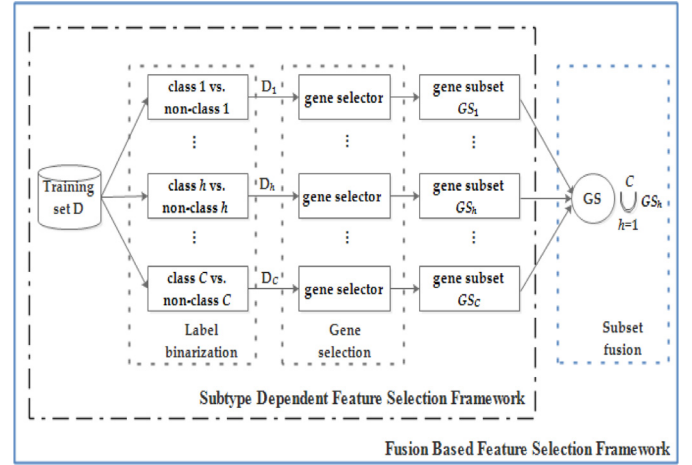 class 1 vs.
non-class 1
D1
gene selector
gene subset
GS1
⋮
⋮
⋮
Training
set D
class h vs.
non-class h
Dh
gene selector
gene subset
GSh
GS
C
∪ GSh
h=1
⋮
⋮
⋮
class C vs.
non-class C
DC
gene selector
gene subset
GSC
Label
binarization
Gene
selection
Subset
fusion
Subtype Dependent Feature Selection Framework
Fusion Based Feature Selection Framework